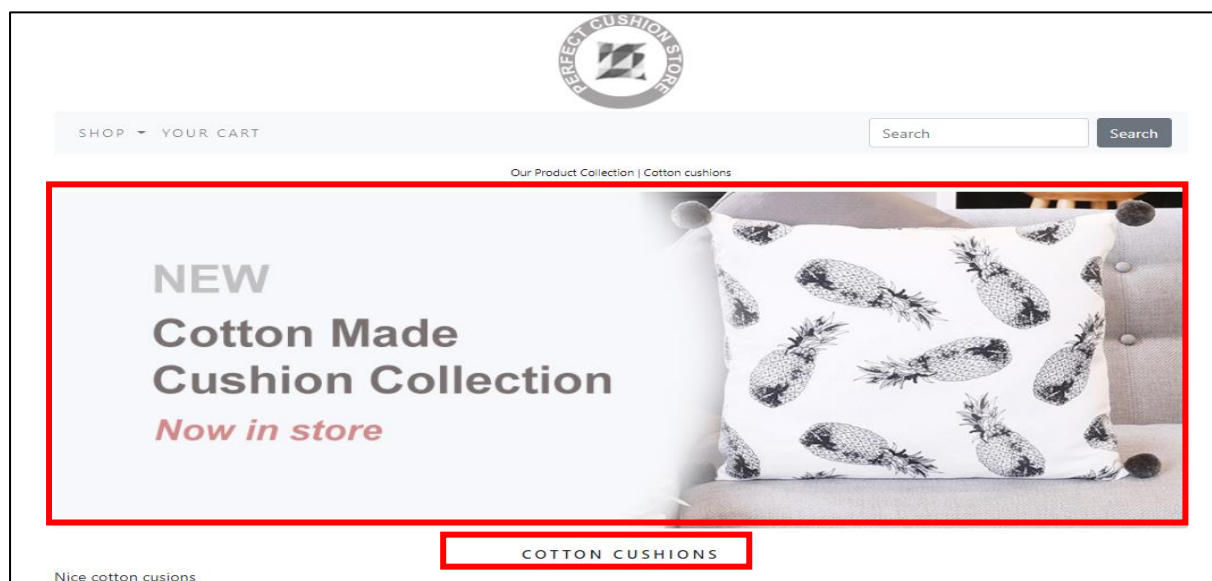 PERFECT CUSHION STORE
SHOP YOUR CART
Search Search
Our Product Collection | Cotton cushions
NEW
Cotton Made
Cushion Collection
Now in store
COTTON CUSHIONS
Nice cotton cusions